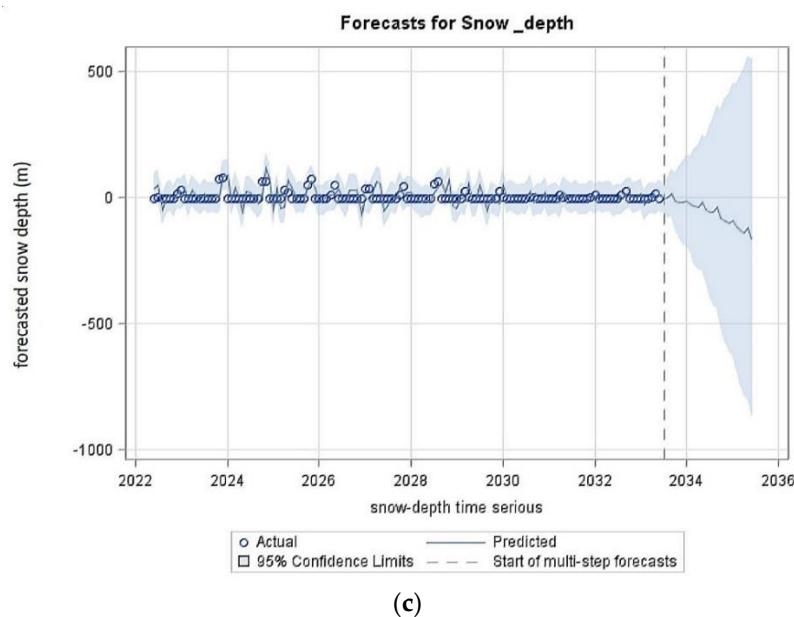 Forecasts for Snow _depth
forecasted snow depth (m)
500
0
-500
-1000
2022 2024 2026 2028 2030 2032 2034 2036
snow-depth time serious
Actual Predicted
95% Confidence Limits Start of multi-step forecasts
(c)